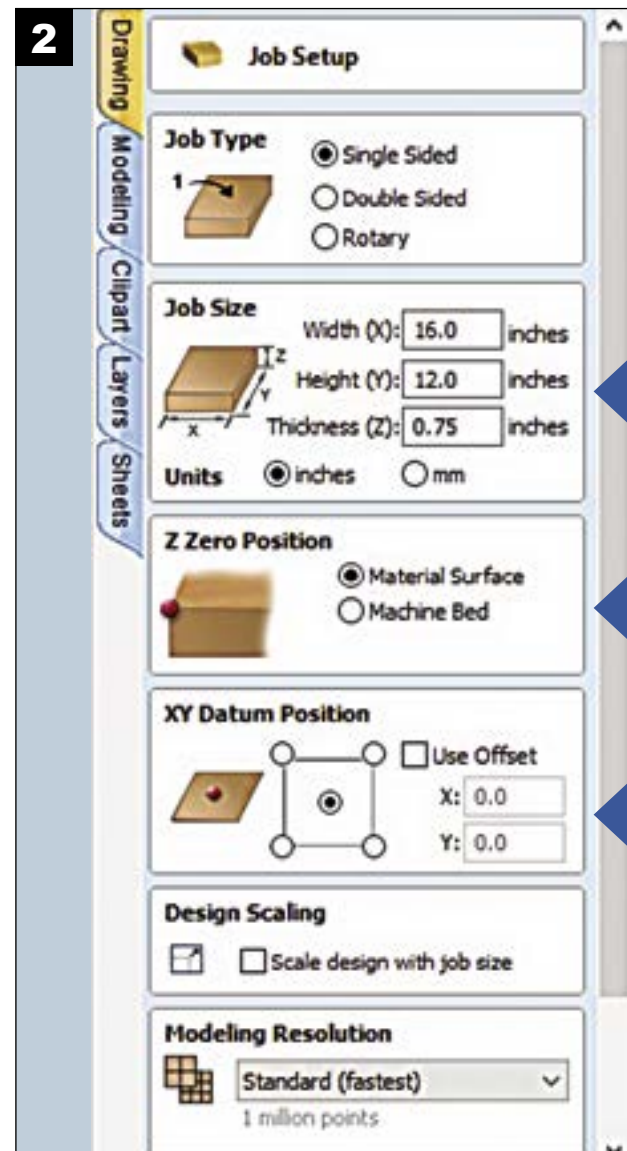 2
Drawing
Modeling
Clipart
Layers
Sheets
Job Setup
Job Type
1
Single Sided
Double Sided
Rotary
Job Size
Width (X): 16.0 inches
Z
Height (Y): 12.0 inches
Y
X
Thickness (Z): 0.75 inches
Units inches mm
Z Zero Position
Material Surface
Machine Bed
XY Datum Position
Use Offset
X: 0.0
Y: 0.0
Design Scaling
Scale design with job size
Modeling Resolution
Standard (fastest)
1 million points